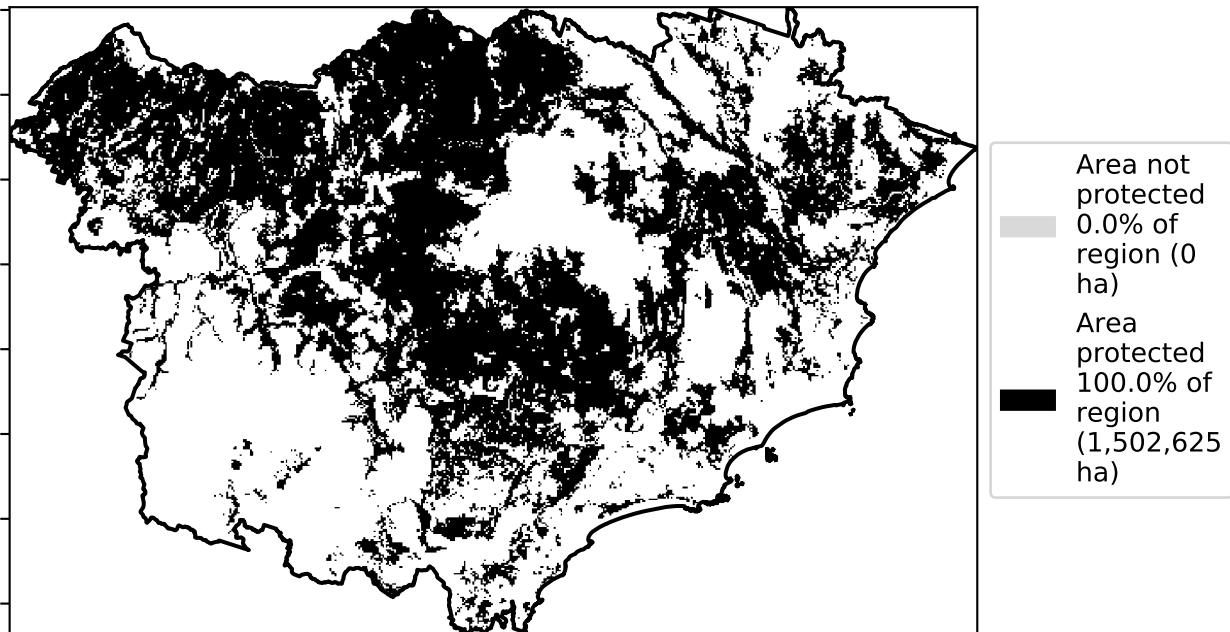 Area not
protected
0.0% of
region (0
ha)
Area
protected
100.0% of
region
(1,502,625
ha)